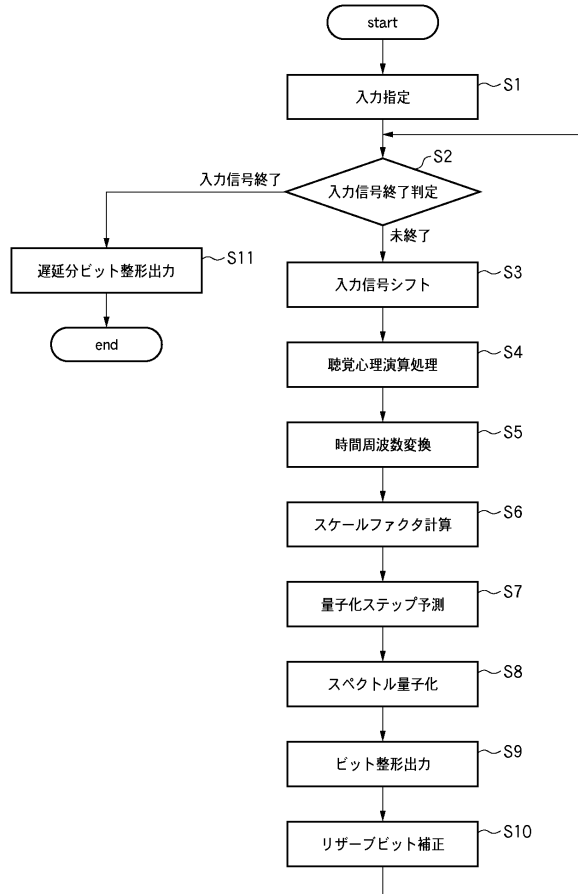 start
入力指定
S1
S2
入力信号終了判定
入力信号終了
未終了
遅延分ビット整形出力
S11
end
入力信号シフト
S3
聴覚心理演算処理
S4
時間周波数変換
S5
スケールファクタ計算
S6
量子化ステップ予測
S7
スペクトル量子化
S8
ビット整形出力
S9
リザーブビット補正
S10